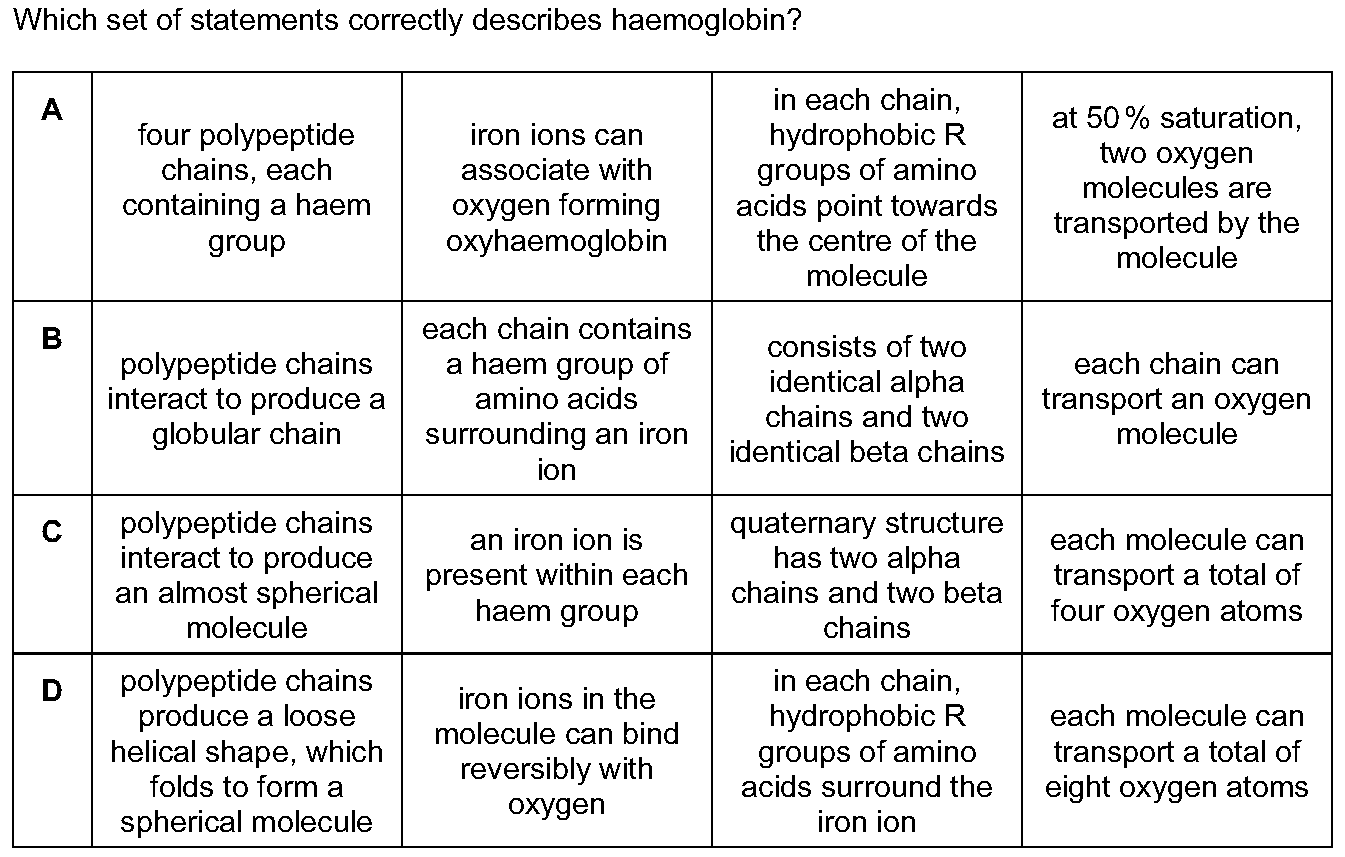 Which set of statements correctly describes haemoglobin?
A
four polypeptide
chains, each
containing a haem
group
iron ions can
associate with
oxygen forming
oxyhaemoglobin
in each chain,
hydrophobic R
groups of amino
acids point towards
the centre of the
molecule
at 50% saturation,
two oxygen
molecules are
transported by the
molecule
B
polypeptide chains
interact to produce a
globular chain
each chain contains
a haem group of
amino acids
surrounding an iron
ion
consists of two
identical alpha
chains and two
identical beta chains
each chain can
transport an oxygen
molecule
C
polypeptide chains
interact to produce
an almost spherical
molecule
an iron ion is
present within each
haem group
quaternary structure
has two alpha
chains and two beta
chains
each molecule can
transport a total of
four oxygen atoms
D
polypeptide chains
produce a loose
helical shape, which
folds to form a
spherical molecule
iron ions in the
molecule can bind
reversibly with
oxygen
in each chain,
hydrophobic R
groups of amino
acids surround the
iron ion
each molecule can
transport a total of
eight oxygen atoms